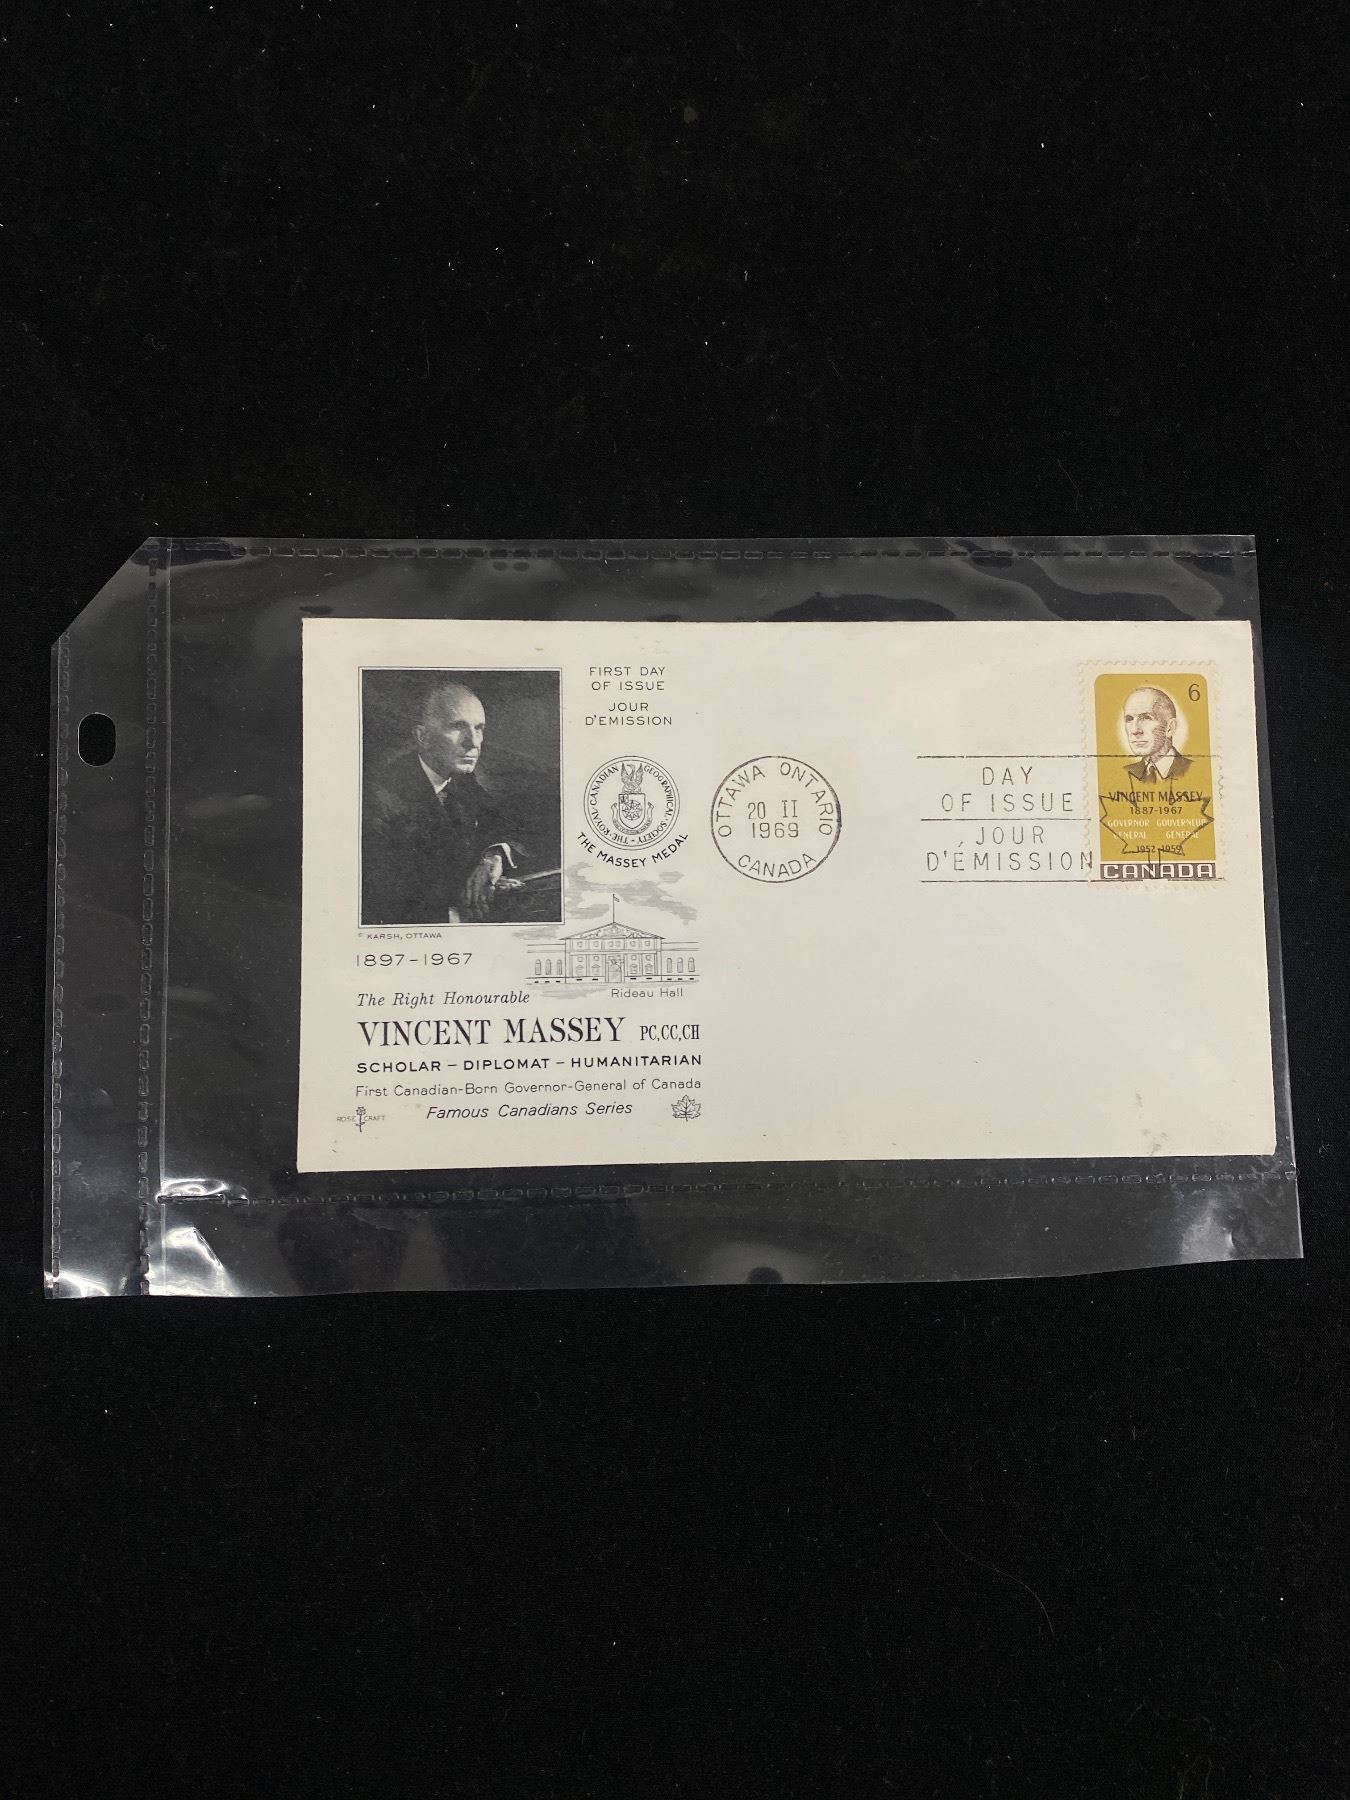 FIRST DAY
OF ISSUE
JOUR
D'ÉMISSION
THE · ROYAL · CANADIAN GEOGRAPHICAL · SOCIETY ·
THE MASSEY MEDAL
© KARSH, OTTAWA
1897-1967
Rideau Hall
The Right Honourable
VINCENT MASSEY PC,CC,CH
SCHOLAR – DIPLOMAT – HUMANITARIAN
First Canadian-Born Governor-General of Canada
Famous Canadians Series
ROSE CRAFT
OTTAWA ONTARIO
20 II
1969
CANADA
DAY
OF ISSUE
JOUR
D'ÉMISSION
6
VINCENT MASSEY
1887-1967
GOVERNOR GOUVERNEUR
GENERAL GENERAL
1952-1959
CANADA